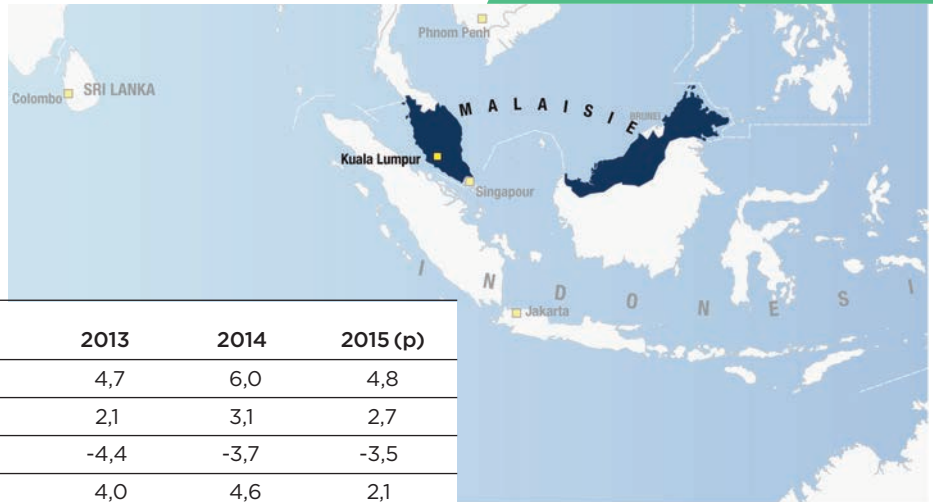 Phnom Penh
Colombo SRI LANKA
MALAISIE
BRUNEI
Kuala Lumpur
Singapour
INDONESI
Jakarta
2013 2014 2015 (p)
4,7 6,0 4,8
2,1 3,1 2,7
-4,4 -3,7 -3,5
4,0 4,6 2,1